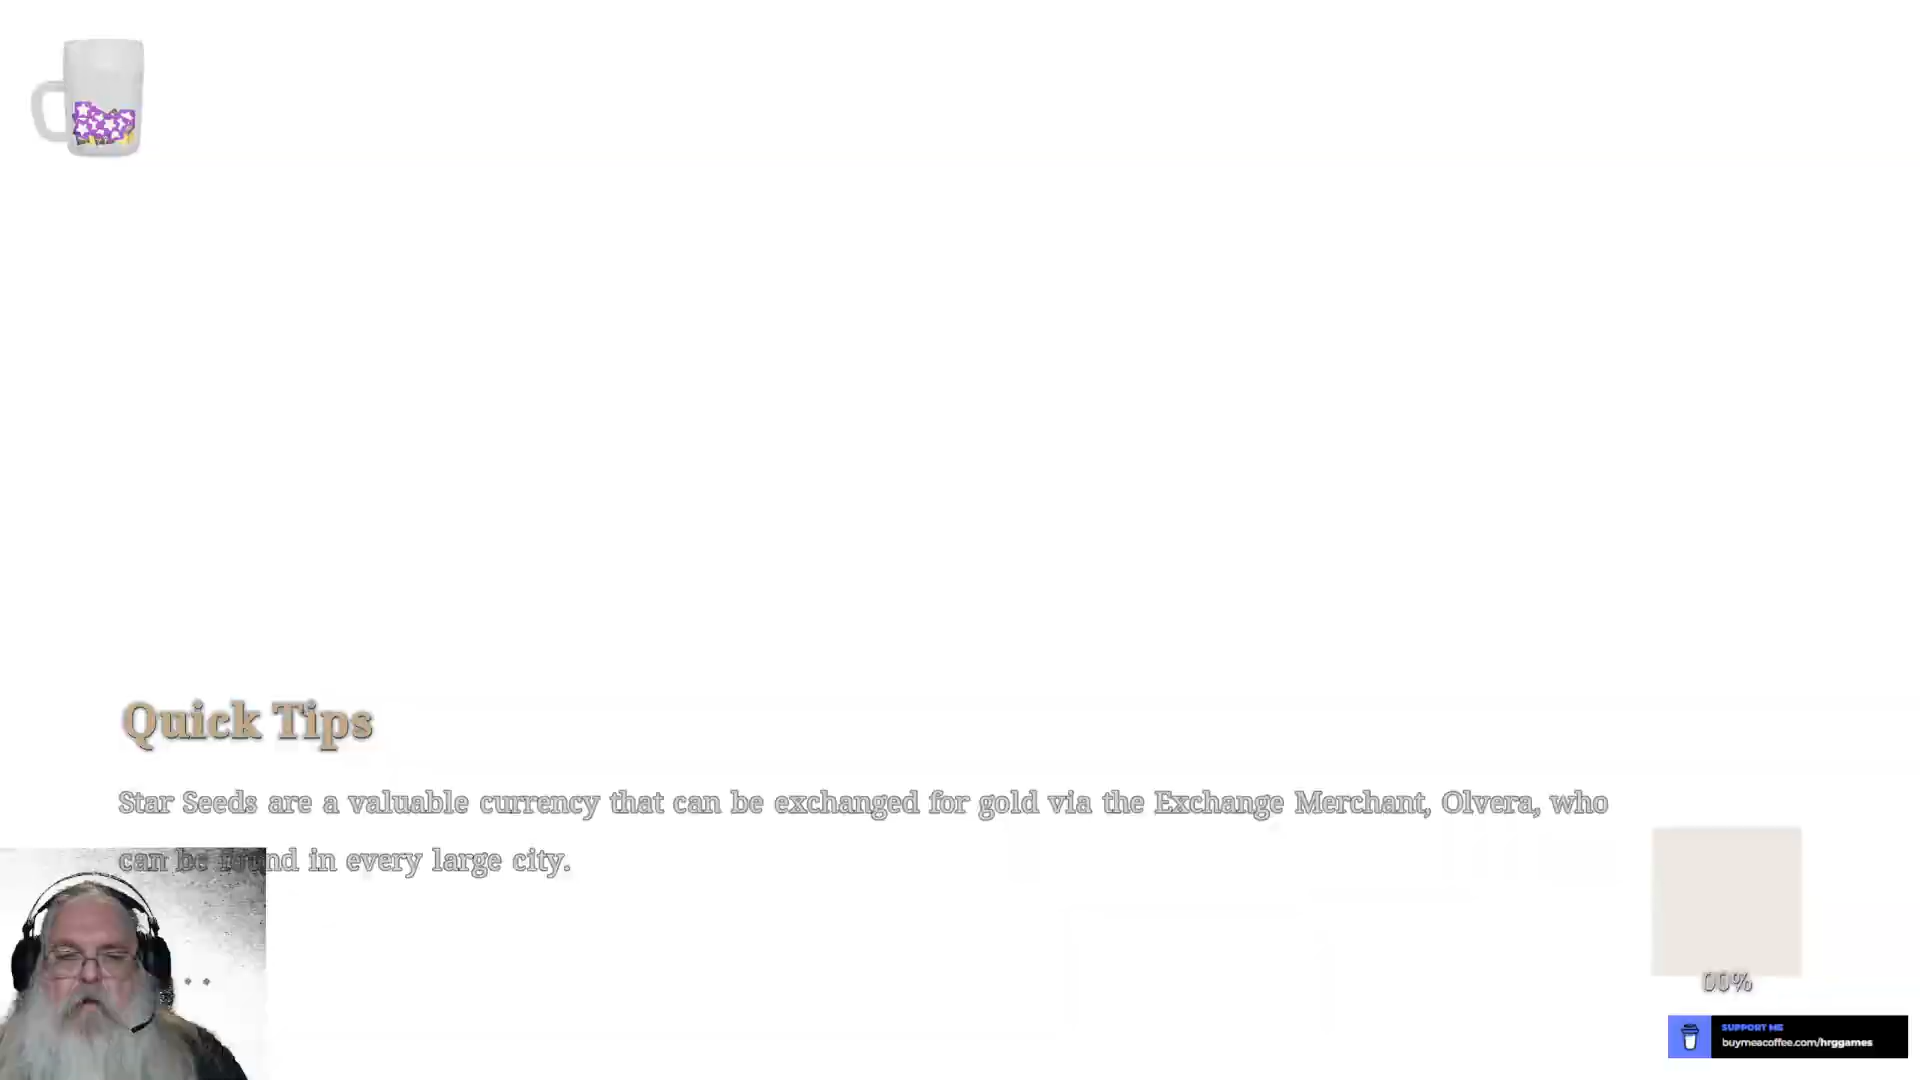 Quick Tips
Star Seeds are a valuable currency that can be exchanged for gold via the Exchange Merchant, Olvera, who
can be found in every large city.
00%
SUPPORT ME
buymeacoffee.com/hrggames